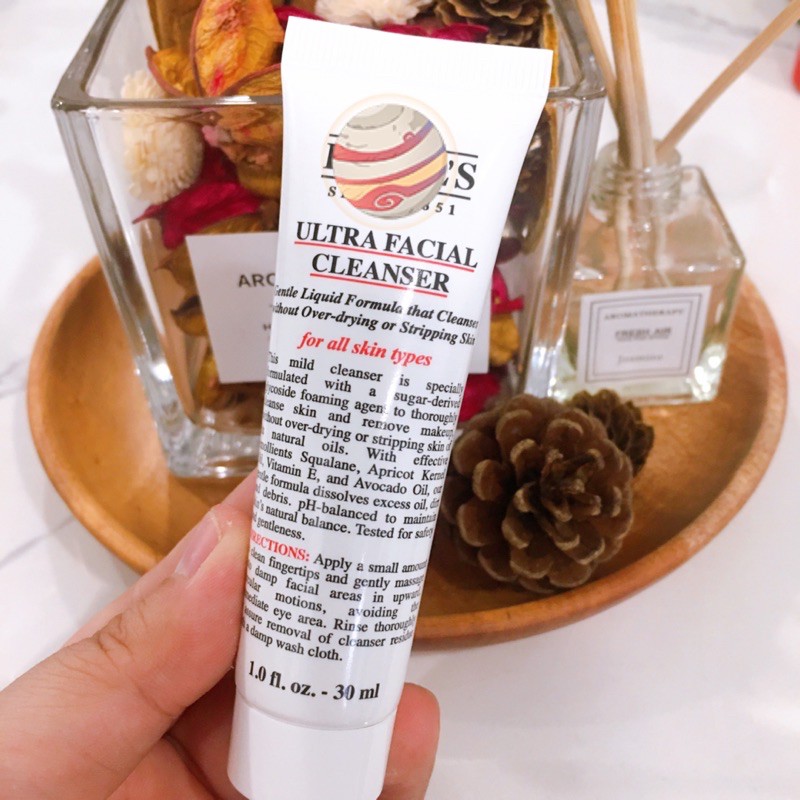 'S
51
ULTRA FACIAL
CLEANSER
Gentle Liquid Formula that Cleanses
without Over-drying or Stripping Skin
for all skin types
This mild cleanser is specially
formulated with a sugar-derived
glycoside foaming agent to thoroughly
cleanse skin and remove makeup
without over-drying or stripping skin of
natural oils. With effective
emollients Squalane, Apricot Kernel
Oil, Vitamin E, and Avocado Oil, our
gentle formula dissolves excess oil, dirt
and debris. pH-balanced to maintain
skin's natural balance. Tested for safety
and gentleness.
DIRECTIONS: Apply a small amount
clean fingertips and gently massage
damp facial areas in upward
circular motions, avoiding the
immediate eye area. Rinse thoroughly
ensure removal of cleanser residue
a damp wash cloth.
1.0 fl. oz. - 30 ml
ARO
H
AROMATHERAPY
FRESH AIR